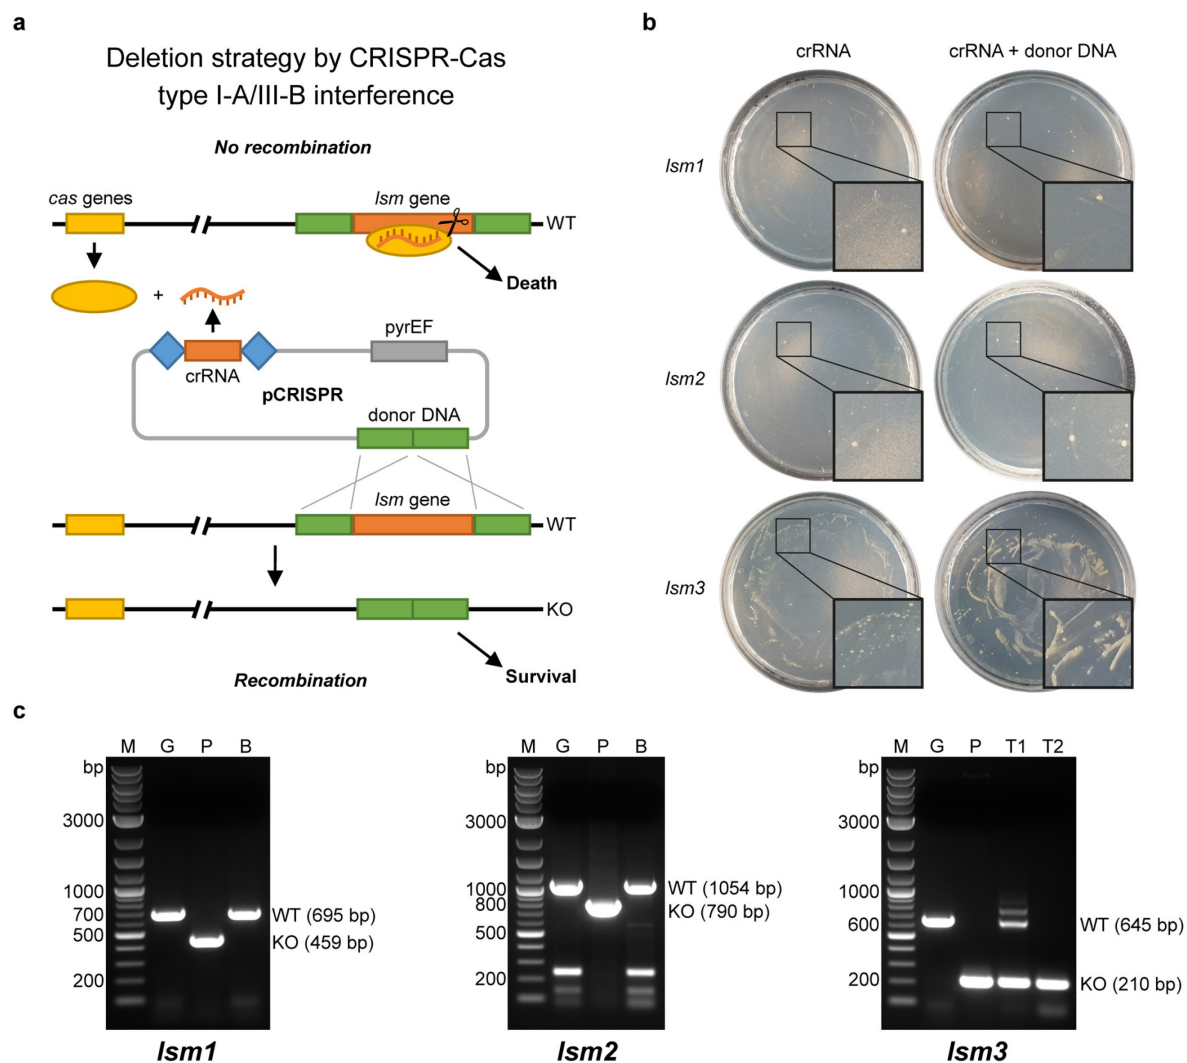 a
Deletion strategy by CRISPR-Cas
type I-A/III-B interference
No recombination
cas genes
lsm gene
WT
Death
+
pyrEF
crRNA
pCRISPR
donor DNA
lsm gene
WT
KO
Survival
Recombination
b
crRNA
crRNA + donor DNA
lsm1
lsm2
lsm3
c
M G P B
bp
3000
1000
700
500
200
WT (695 bp)
KO (459 bp)
lsm1
M G P B
bp
3000
1000
800
500
200
WT (1054 bp)
KO (790 bp)
lsm2
M G P T1 T2
bp
3000
1000
600
200
WT (645 bp)
KO (210 bp)
lsm3